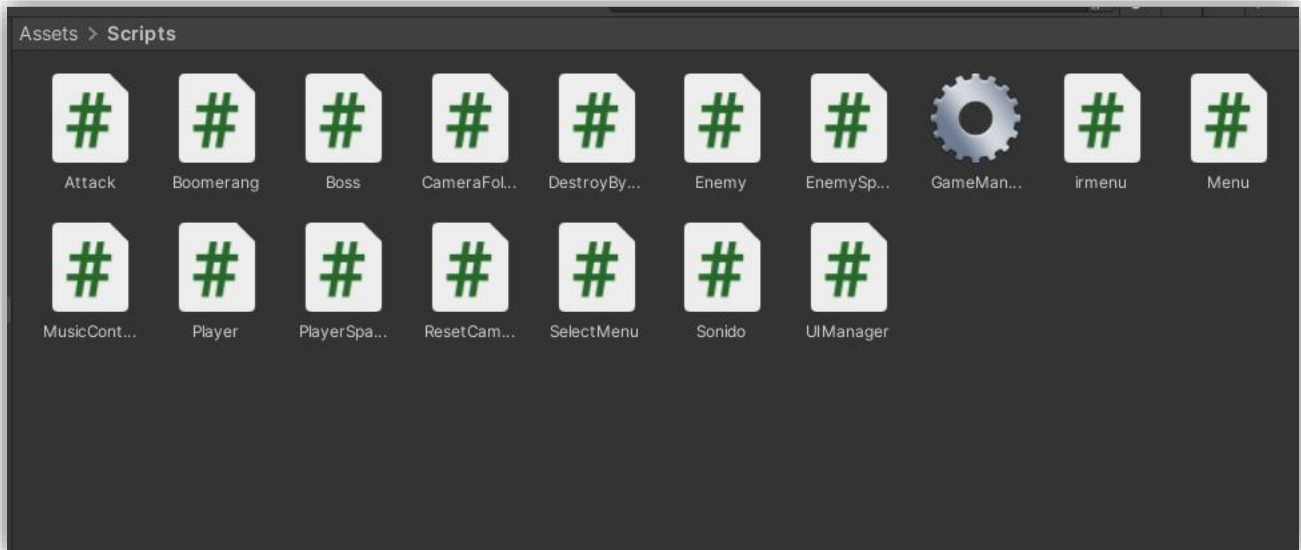 Assets > Scripts
Attack Boomerang Boss CameraFol... DestroyBy... Enemy EnemySp... GameMan... irmenu Menu
MusicCont... Player PlayerSpa... ResetCam... SelectMenu Sonido UIManager